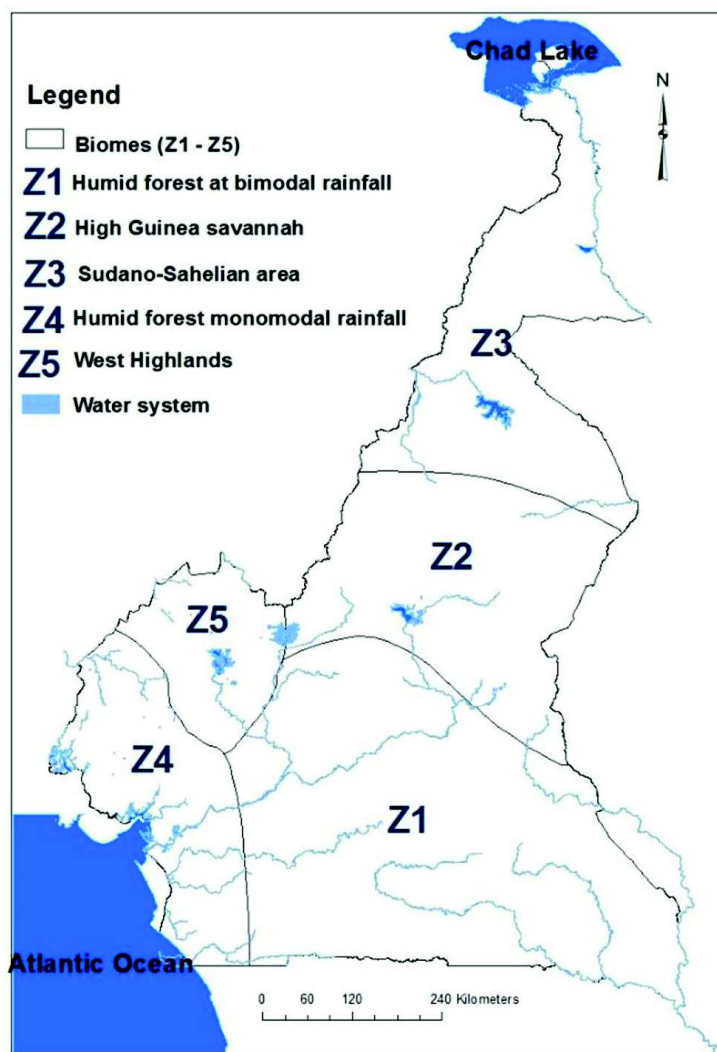 Chad Lake
N
Legend
Biomes (Z1 - Z5)
Z1 Humid forest at bimodal rainfall
Z2 High Guinea savannah
Z3 Sudano-Sahelian area
Z4 Humid forest monomodal rainfall
Z5 West Highlands
Water system
Z3
Z2
Z5
Z4
Z1
Atlantic Ocean
0 60 120 240 Kilometers